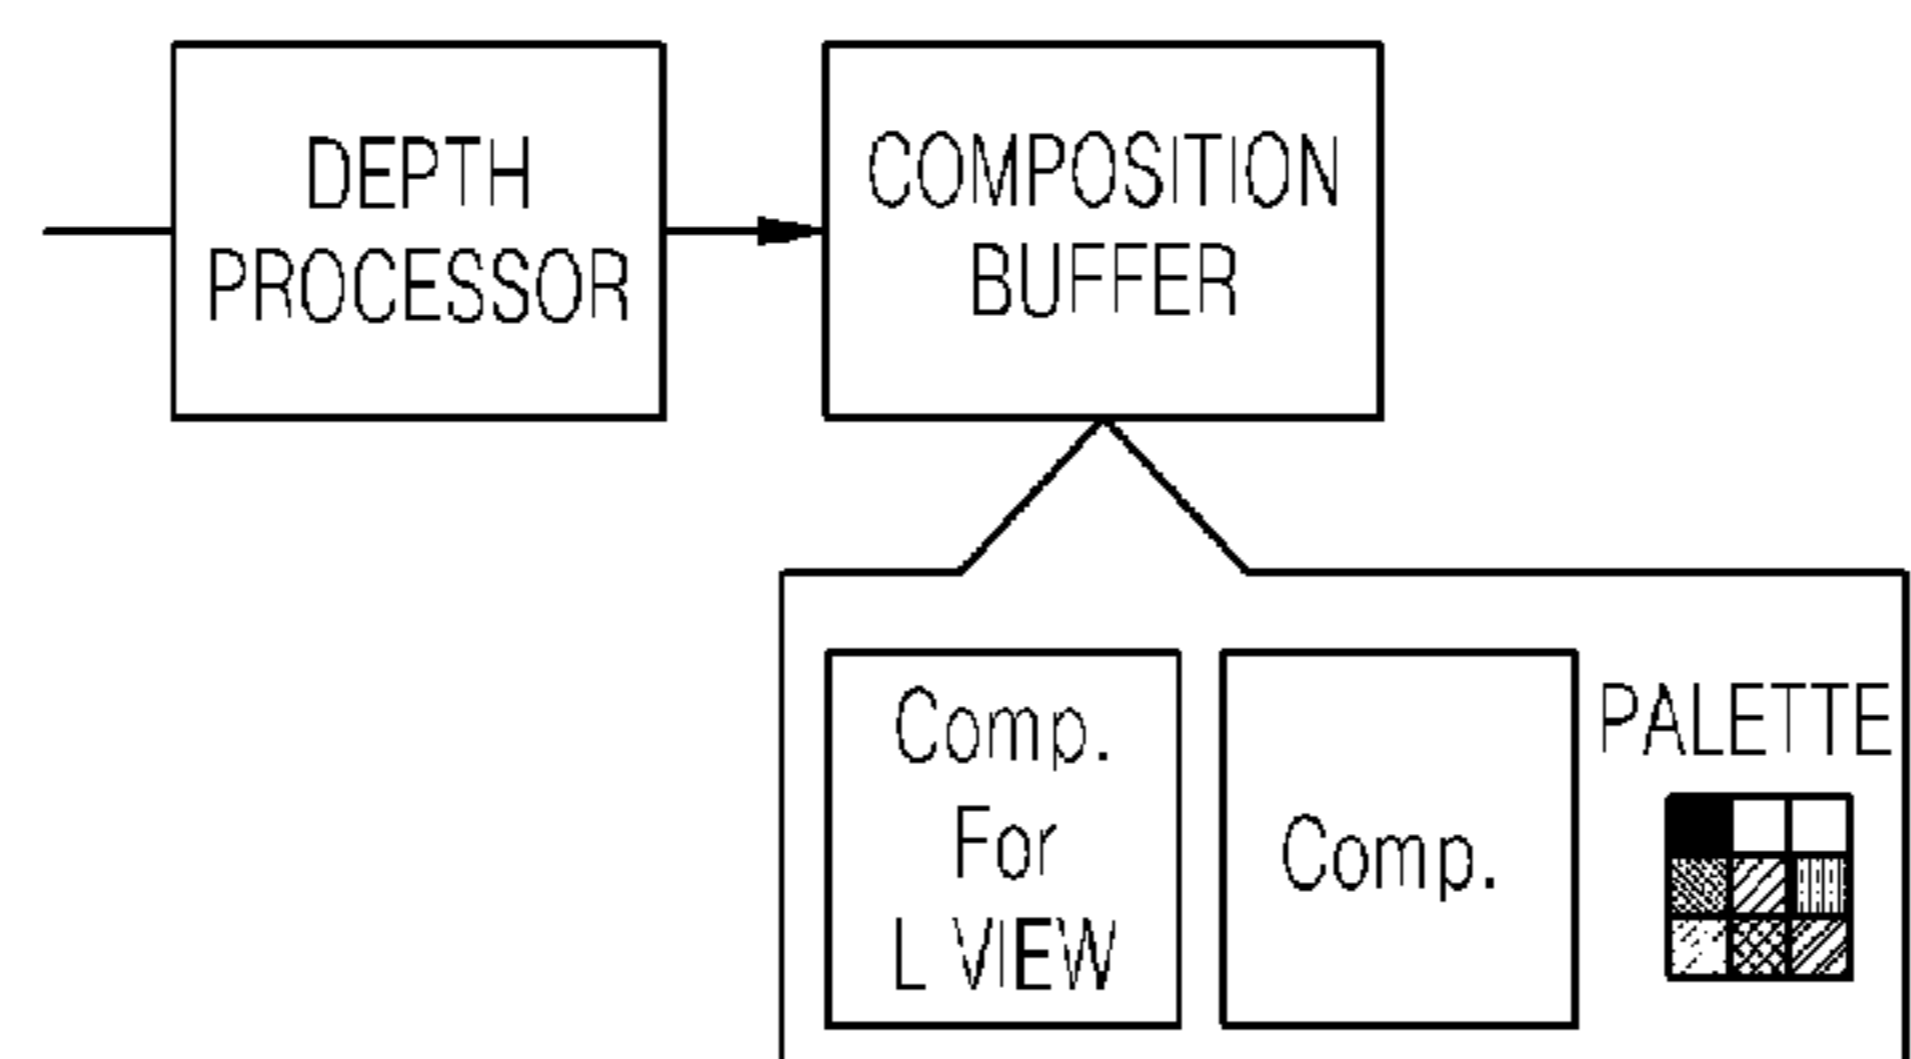 DEPTH
PROCESSOR
COMPOSITION
BUFFER
Comp.
For
L VIEW
Comp.
PALETTE